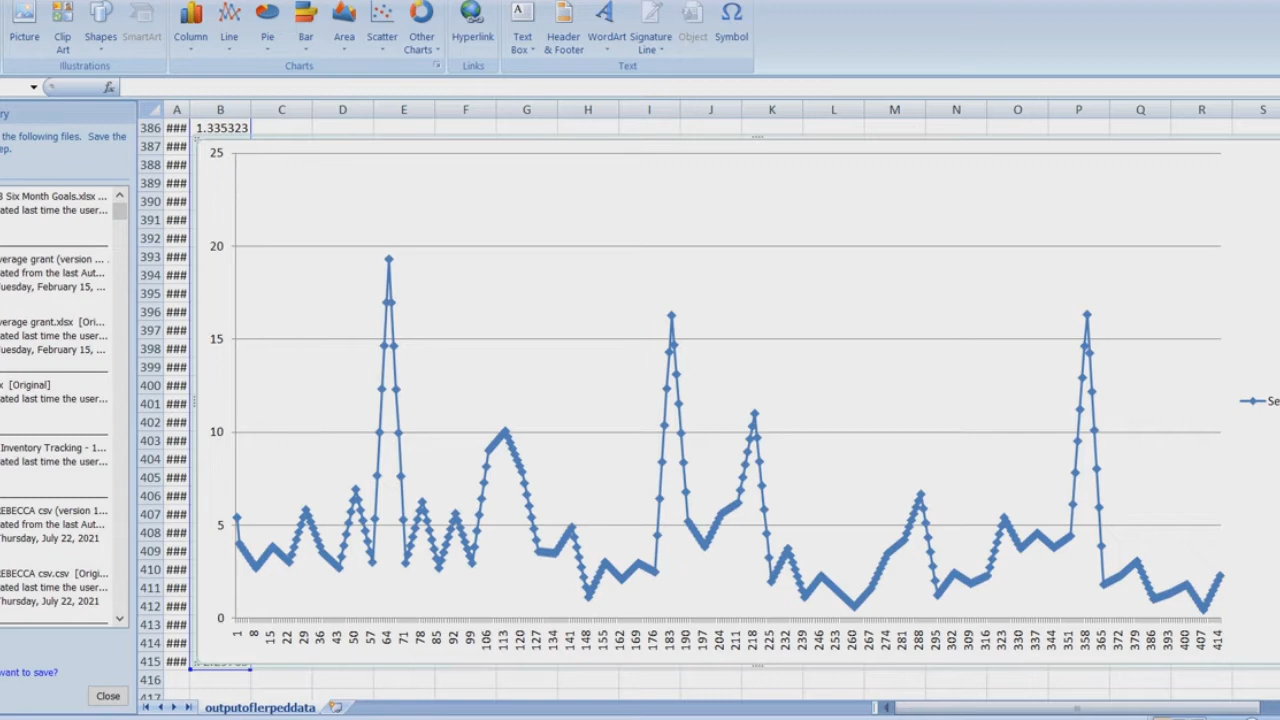 Picture Clip Art Shapes SmartArt Column Line Pie Bar Area Scatter Other Charts Hyperlink Text Box Header & Footer WordArt Signature Line Object Symbol
Illustrations Charts Links Text
fx
A B C D E F G H I J K L M N O P Q R S
ry
the following files. Save the
ep.
3 Six Month Goals.xlsx ...
ated last time the user...
verage grant (version ...
ated from the last Aut...
uesday, February 15, ...
verage grant.xlsx [Ori...
ated last time the user...
uesday, February 15, ...
x [Original]
ated last time the user...
Inventory Tracking - 1...
ated last time the user...
REBECCA csv (version 1...
ated from the last Aut...
hursday, July 22, 2021
REBECCA csv.csv [Origi...
ated last time the user...
hursday, July 22, 2021
want to save?
Close
386 ### 1.335323
387 ###
388 ###
389 ###
390 ###
391 ###
392 ###
393 ###
394 ###
395 ###
396 ###
397 ###
398 ###
399 ###
400 ###
401 ###
402 ###
403 ###
404 ###
405 ###
406 ###
407 ###
408 ###
409 ###
410 ###
411 ###
412 ###
413 ###
414 ###
415 ###
416
417
25
20
15
10
5
0
1 8 15 22 29 36 43 50 57 64 71 78 85 92 99 106 113 120 127 134 141 148 155 162 169 176 183 190 197 204 211 218 225 232 239 246 253 260 267 274 281 288 295 302 309 316 323 330 337 344 351 358 365 372 379 386 393 400 407 414
Se
outputoflerpeddata